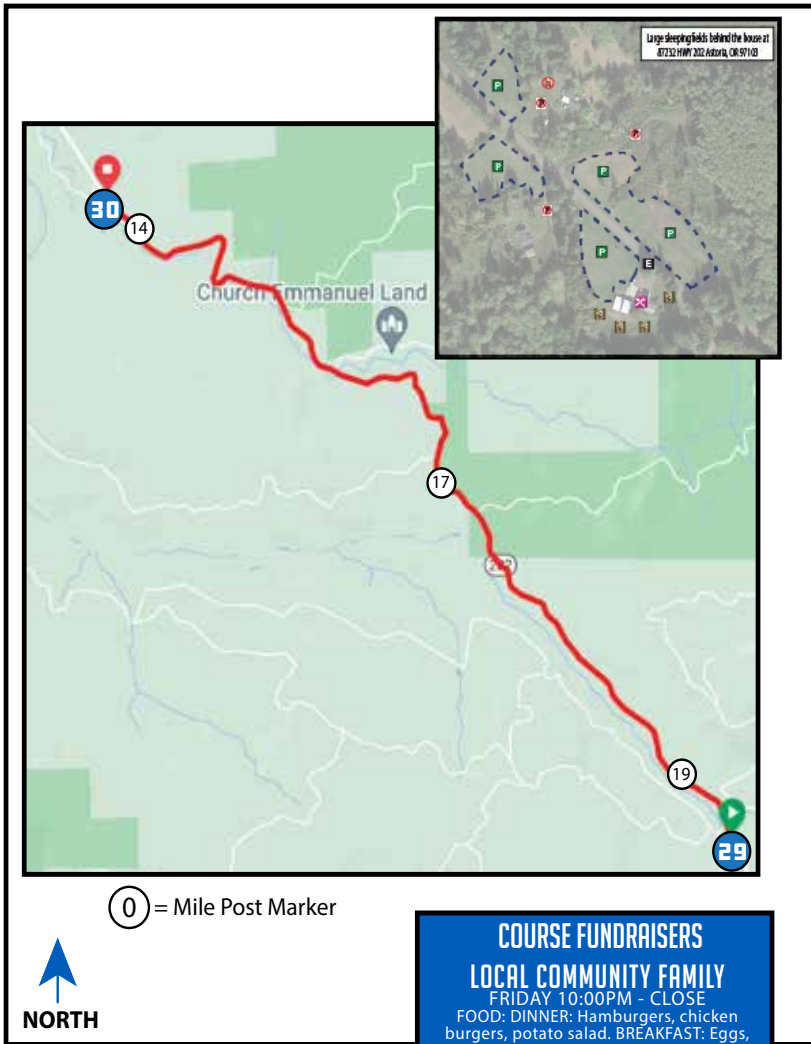 Large sleeping fields behind the house at
87232 HWY 202 Astoria, OR 97103
P
P
P
P
P
E
30
14
Church Emmanuel Land
17
202
19
29
0 = Mile Post Marker
NORTH
COURSE FUNDRAISERS
LOCAL COMMUNITY FAMILY
FRIDAY 10:00PM - CLOSE
FOOD: DINNER: Hamburgers, chicken
burgers, potato salad. BREAKFAST: Eggs,